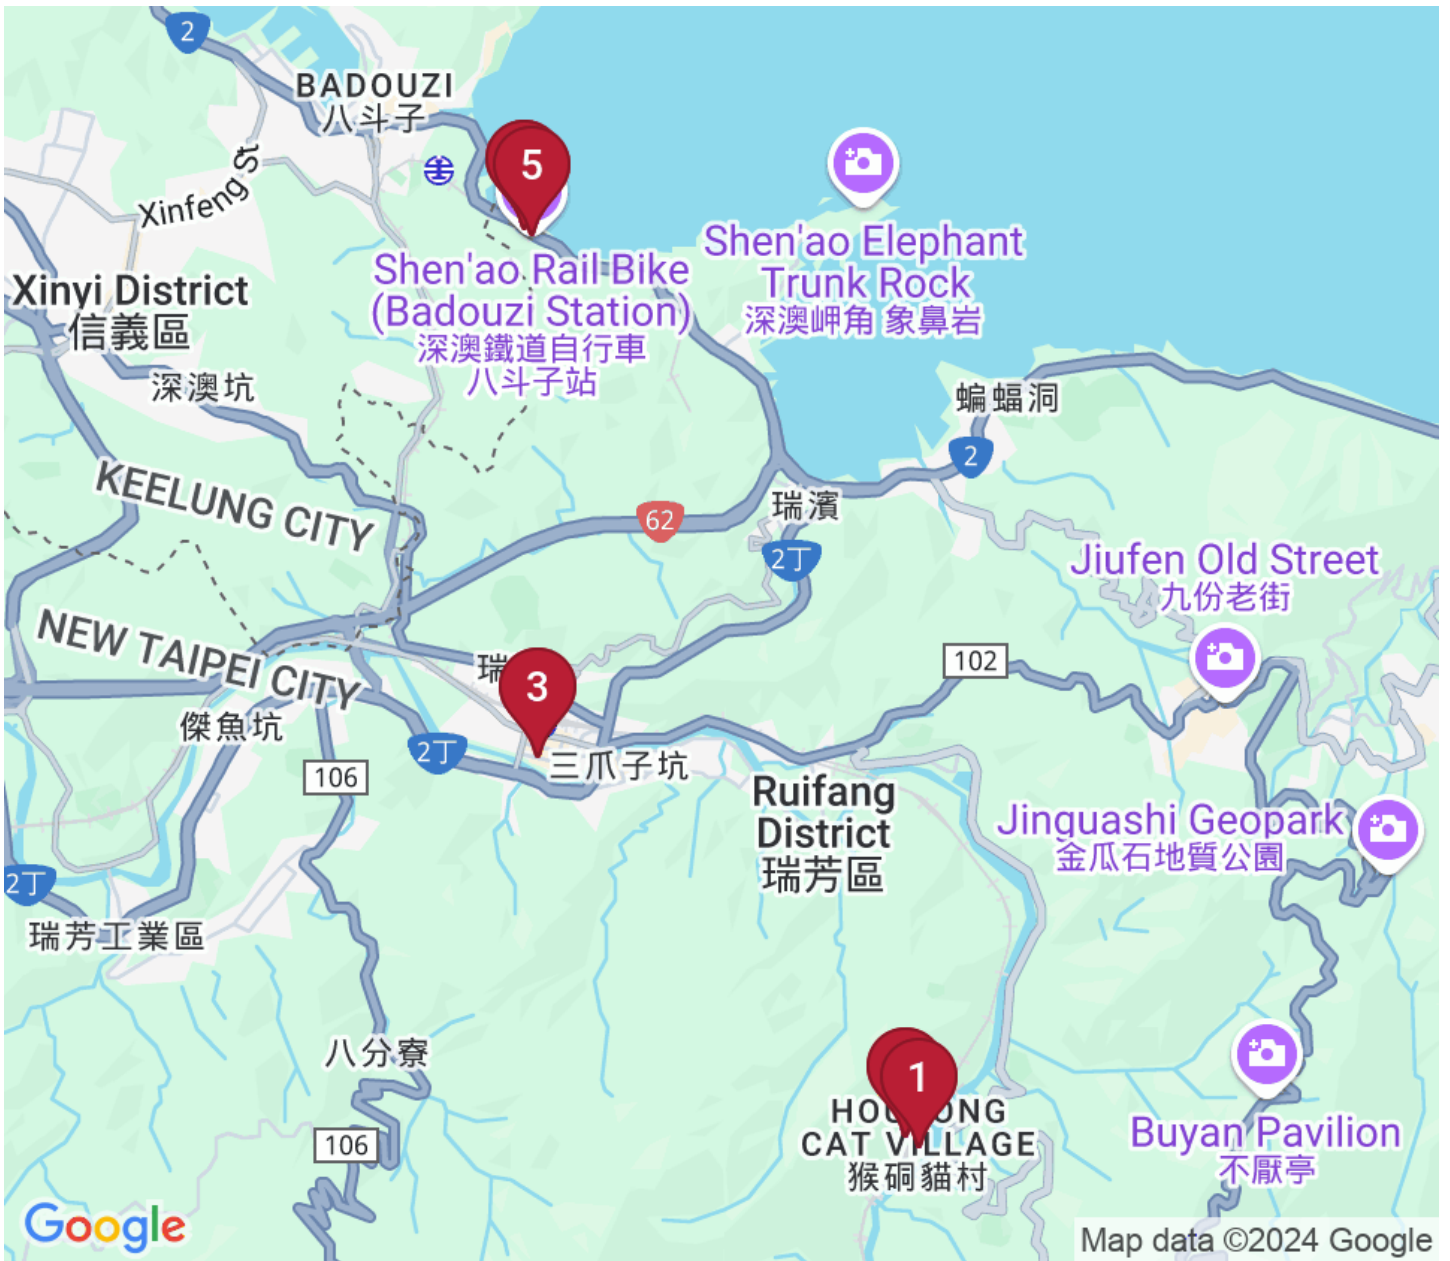 2
BADOUZI
八斗子
5
Xinfeng St
Shen'ao Elephant
Trunk Rock
深澳岬角 象鼻岩
Shen'ao Rail Bike
(Badouzi Station)
深澳鐵道自行車
八斗子站
Xinyi District
信義區
深澳坑
蝙蝠洞
2
KEELUNG CITY
62
瑞濱
2丁
Jiufen Old Street
九份老街
NEW TAIPEI CITY
102
瑞
3
傑魚坑
2丁
三爪子坑
106
Ruifang
District
瑞芳區
Jinguashi Geopark
金瓜石地質公園
2丁
瑞芳工業區
八分寮
1
HOUTONG
CAT VILLAGE
猴硐貓村
106
Buyan Pavilion
不厭亭
Google
Map data ©2024 Google